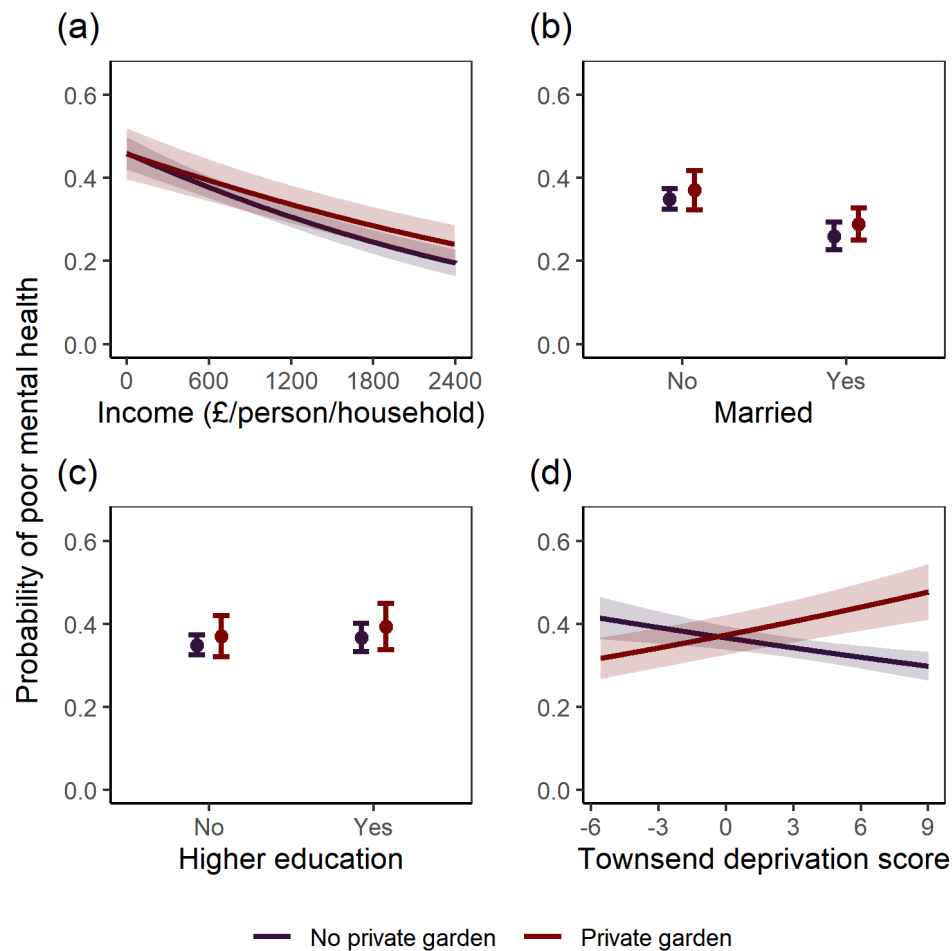 (a)
(b)
0.6
0.4
0.2
0.0
0 600 1200 1800 2400
Income (£/person/household)
0.6
0.4
0.2
0.0
No Yes
Married
Probability of poor mental health
(c)
(d)
0.6
0.4
0.2
0.0
No Yes
Higher education
0.6
0.4
0.2
0.0
-6 -3 0 3 6 9
Townsend deprivation score
No private garden Private garden